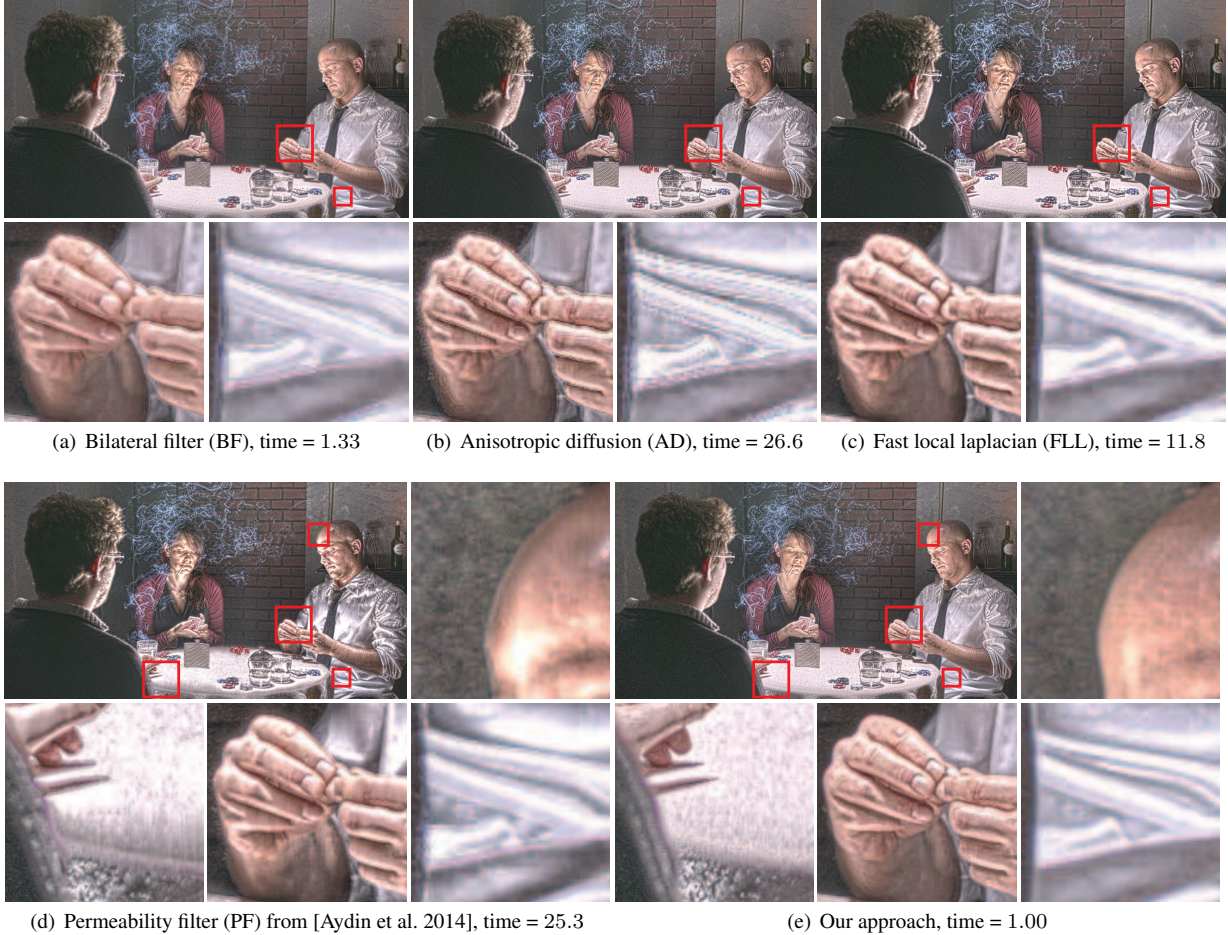 (a) Bilateral filter (BF), time = 1.33
(b) Anisotropic diffusion (AD), time = 26.6
(c) Fast local laplacian (FLL), time = 11.8
(d) Permeability filter (PF) from [Aydin et al. 2014], time = 25.3
(e) Our approach, time = 1.00